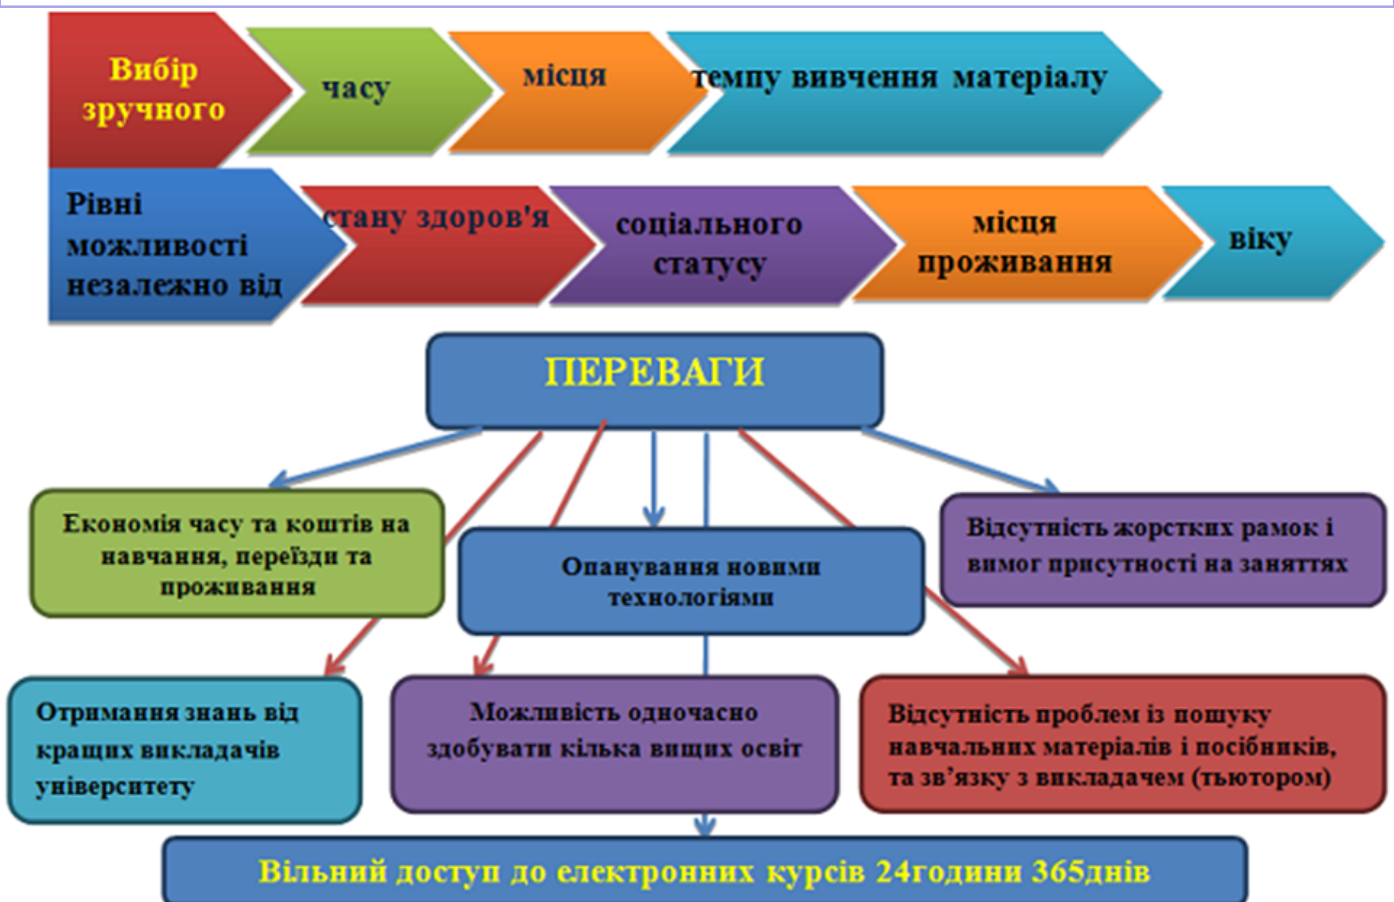 Вибір
зручного
часу
місця
темпу вивчення матеріалу
Рівні
можливості
незалежно від
стану здоров'я
соціального
статусу
місця
проживання
віку
ПЕРЕВАГИ
Економія часу та коштів на
навчання, переїзди та
проживання
Опанування новими
технологіями
Відсутність жорстких рамок і
вимог присутності на заняттях
Отримання знань від
кращих викладачів
університету
Можливість одночасно
здобувати кілька вищих освіт
Відсутність проблем із пошуку
навчальних матеріалів і посібників,
та зв’язку з викладачем (тьютором)
Вільний доступ до електронних курсів 24години 365днів